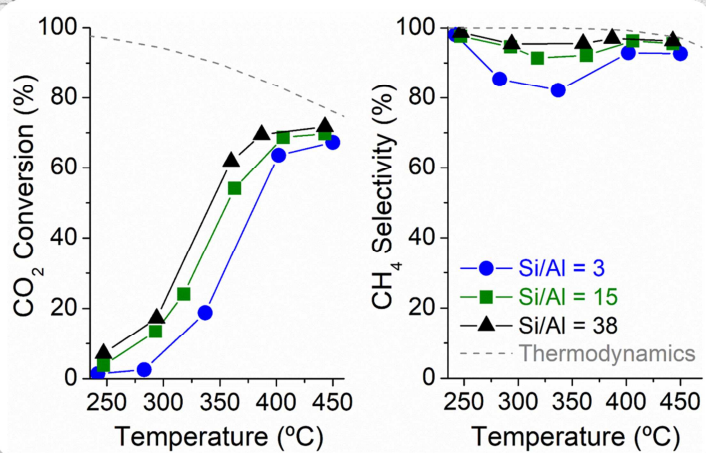 CO2 Conversion (%)
100
80
60
40
20
0
250 300 350 400 450
Temperature (ºC)
CH4 Selectivity (%)
100
80
60
40
20
0
Si/Al = 3
Si/Al = 15
Si/Al = 38
Thermodynamics
250 300 350 400 450
Temperature (ºC)